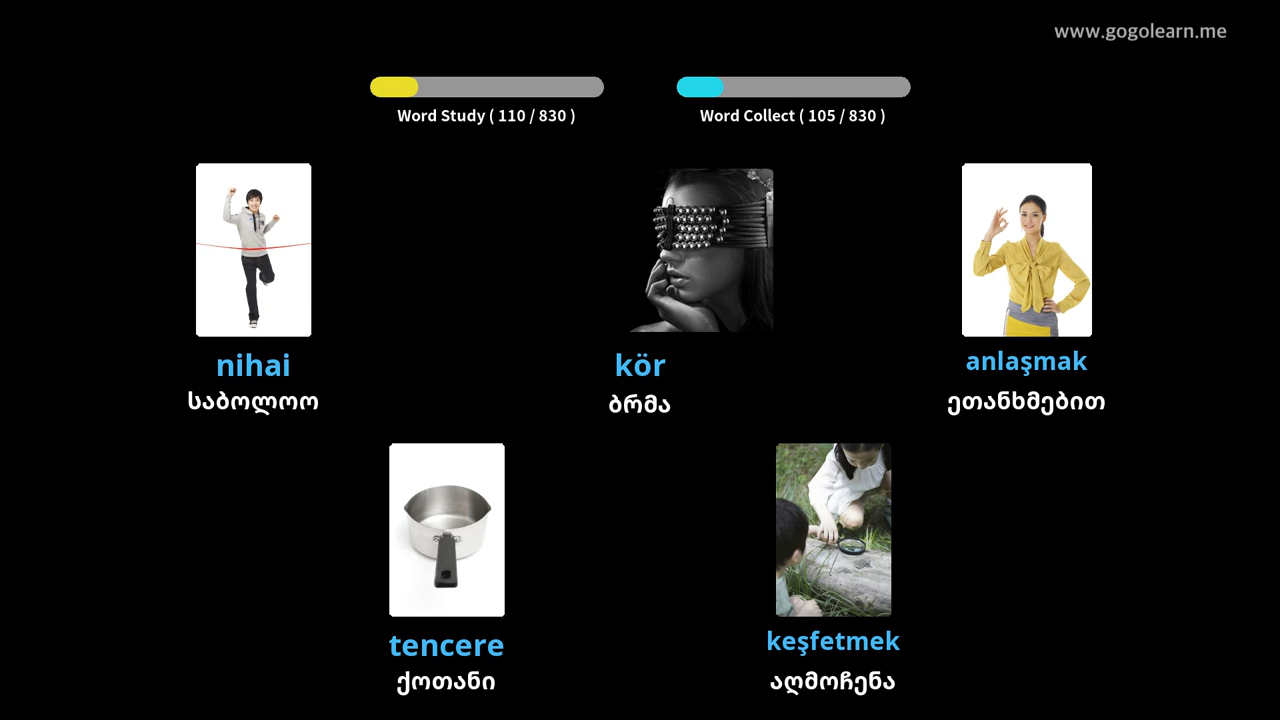 www.gogolearn.me
Word Study ( 110 / 830 )
Word Collect ( 105 / 830 )
nihai
kör
anlaşmak
საბოლოო
ბრმა
ეთანხმებით
tencere
keşfetmek
ქოთანი
აღმოჩენა